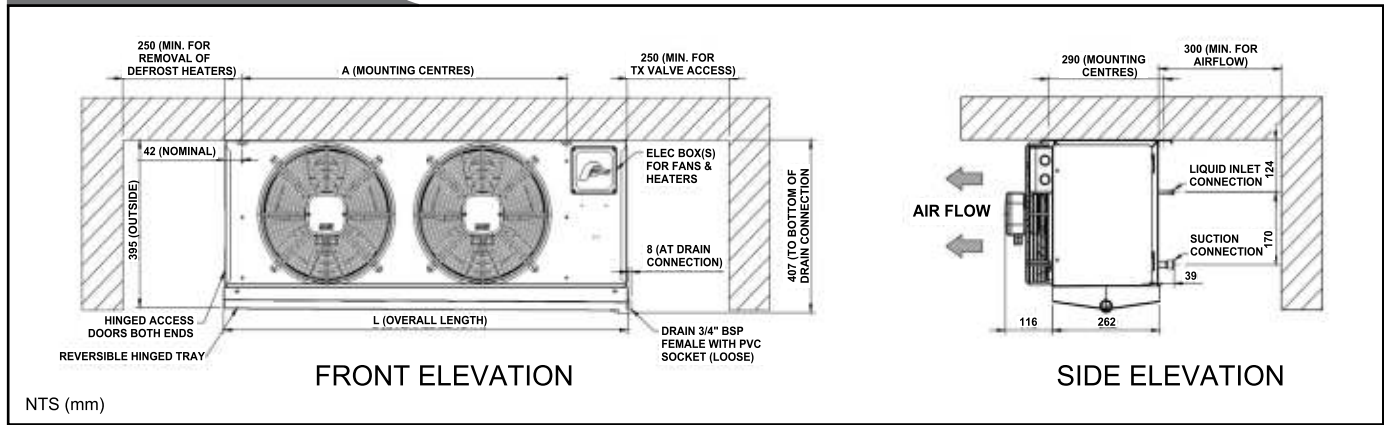 250 (MIN. FOR
REMOVAL OF
DEFROST HEATERS)
A (MOUNTING CENTRES)
250 (MIN. FOR
TX VALVE ACCESS)
42 (NOMINAL)
395 (OUTSIDE)
ELEC BOX(S)
FOR FANS &
HEATERS
8 (AT DRAIN
CONNECTION)
407 (TO BOTTOM OF
DRAIN CONNECTION)
HINGED ACCESS
DOORS BOTH ENDS
L (OVERALL LENGTH)
REVERSIBLE HINGED TRAY
DRAIN 3/4" BSP
FEMALE WITH PVC
SOCKET (LOOSE)
FRONT ELEVATION
NTS (mm)
290 (MOUNTING
CENTRES)
300 (MIN. FOR
AIRFLOW)
LIQUID INLET
CONNECTION
124
AIR FLOW
SUCTION
CONNECTION
170
39
116
262
SIDE ELEVATION